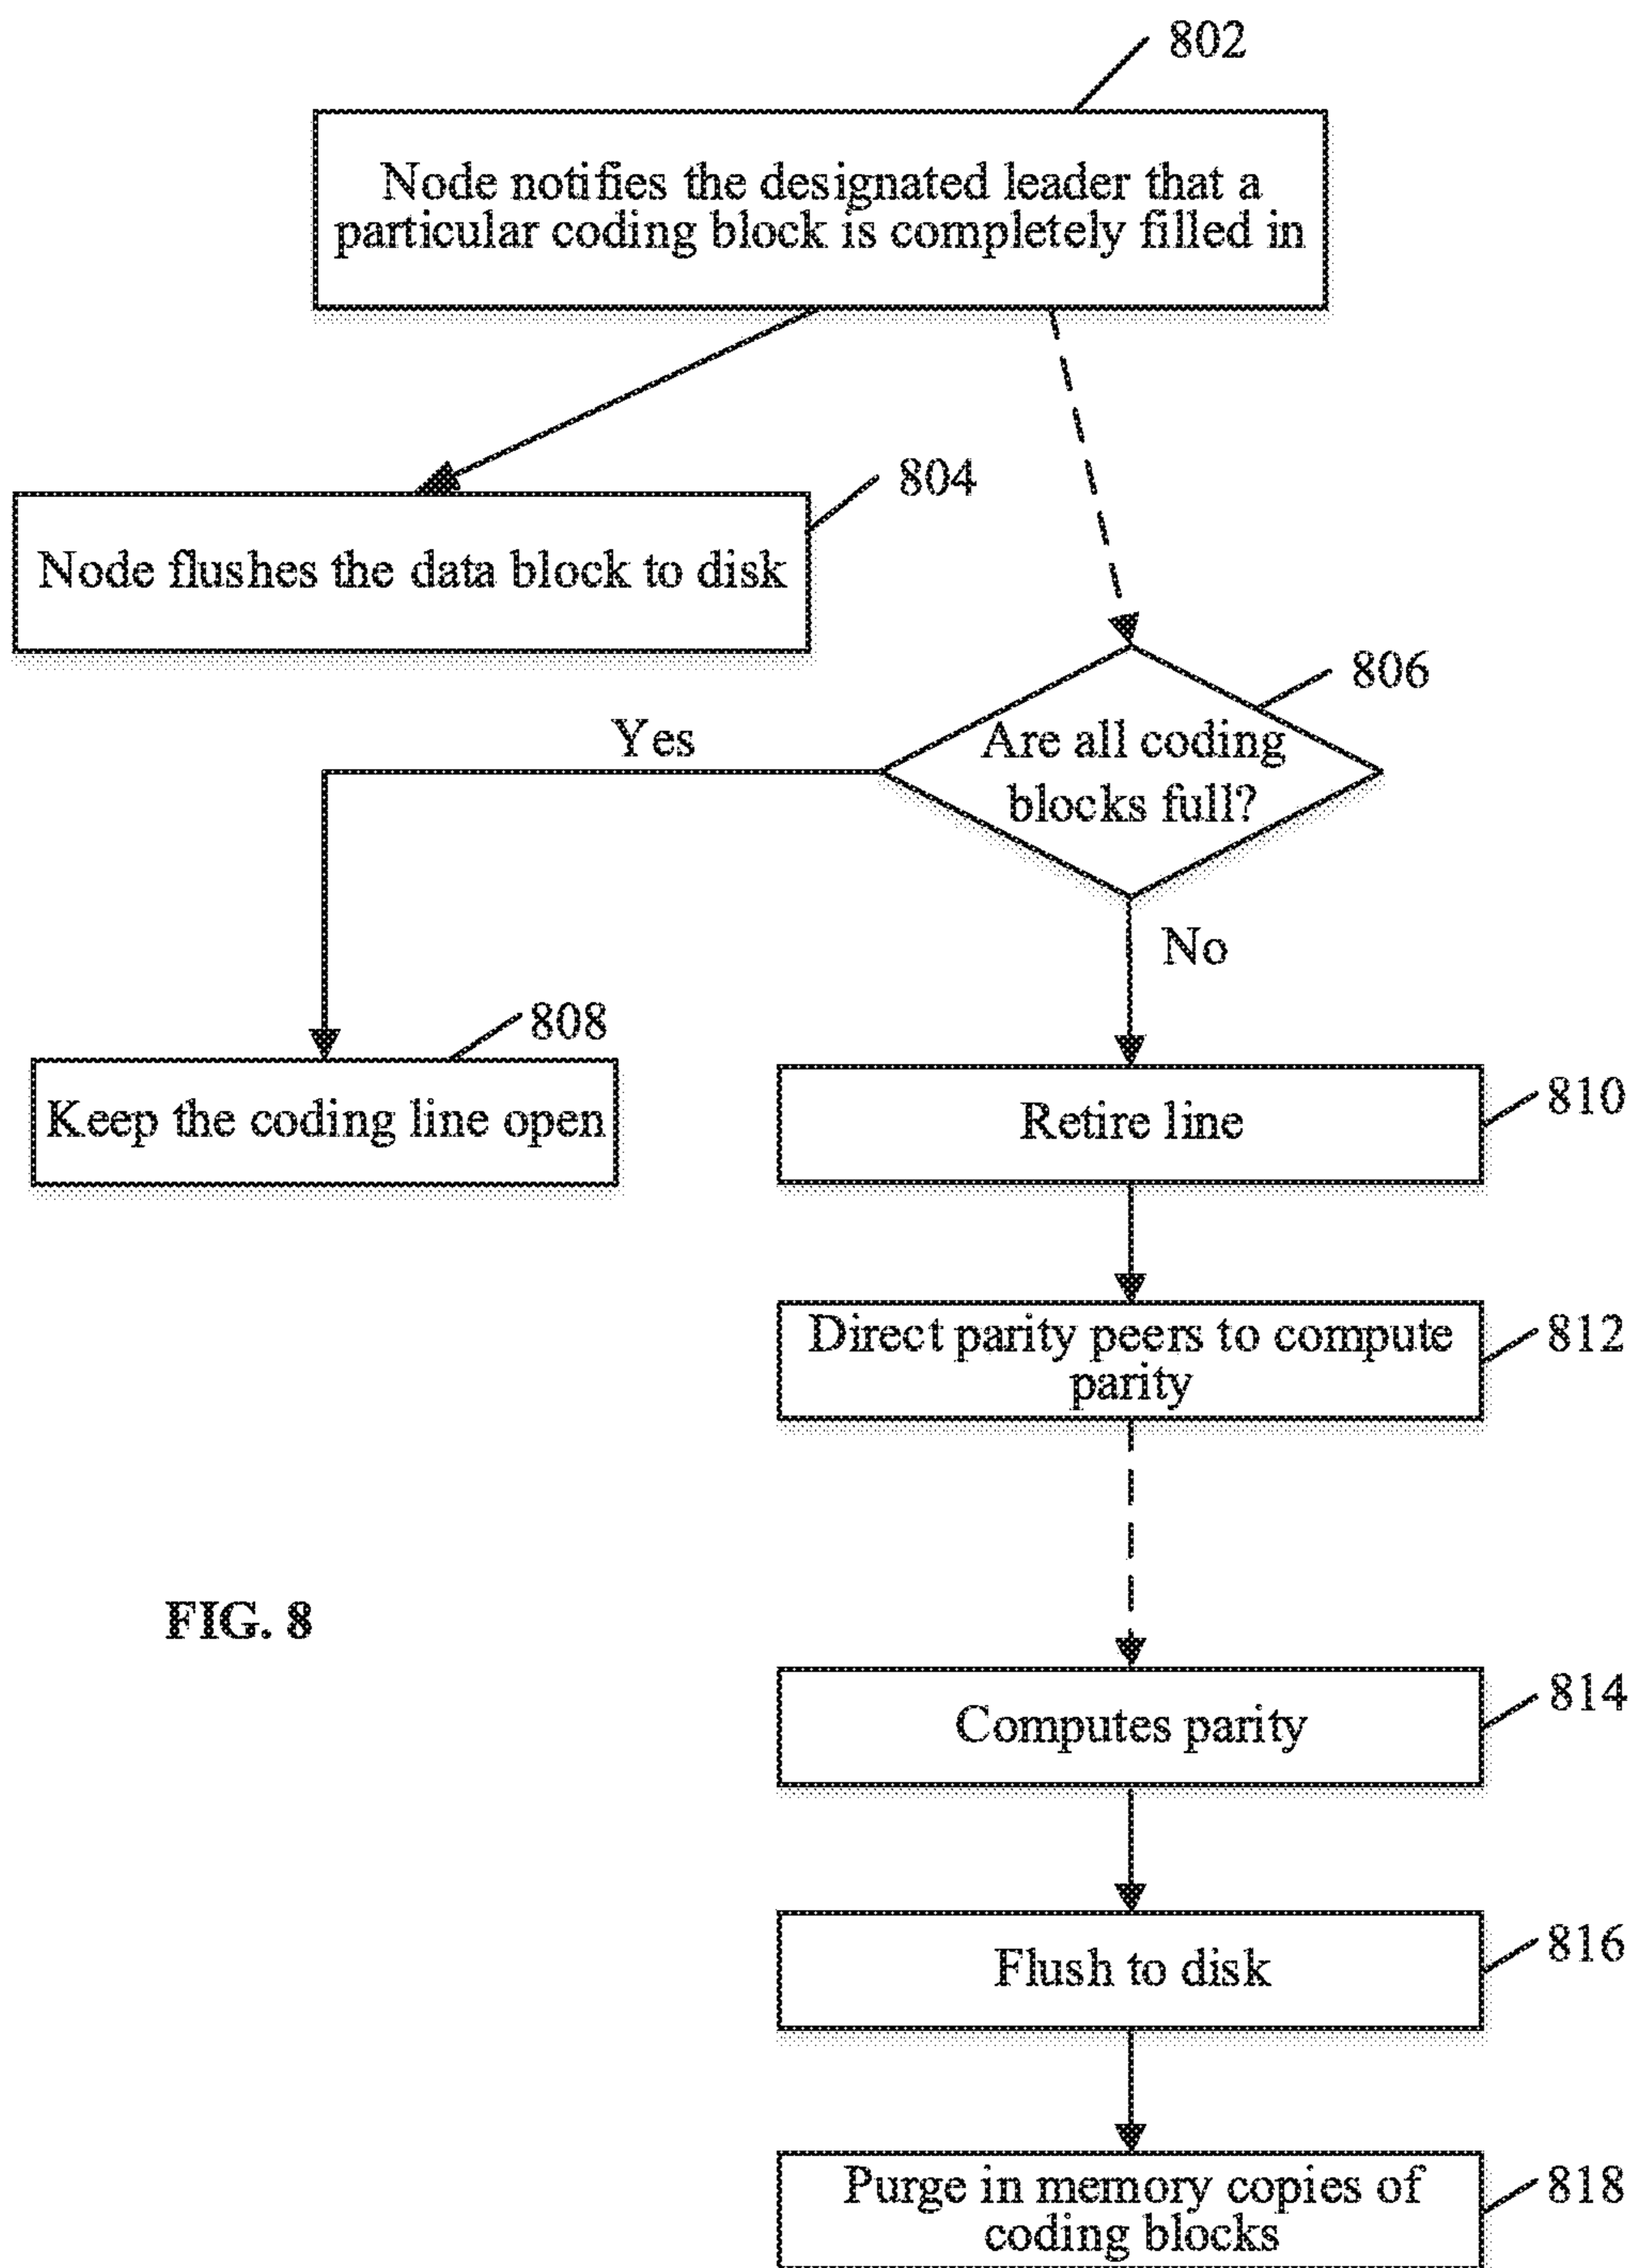 802
Node notifies the designated leader that a
particular coding block is completely filled in
804
Node flushes the data block to disk
806
Are all coding
blocks full?
Yes
No
808
Keep the coding line open
810
Retire line
812
Direct parity peers to compute
parity
FIG. 8
814
Computes parity
816
Flush to disk
818
Purge in memory copies of
coding blocks